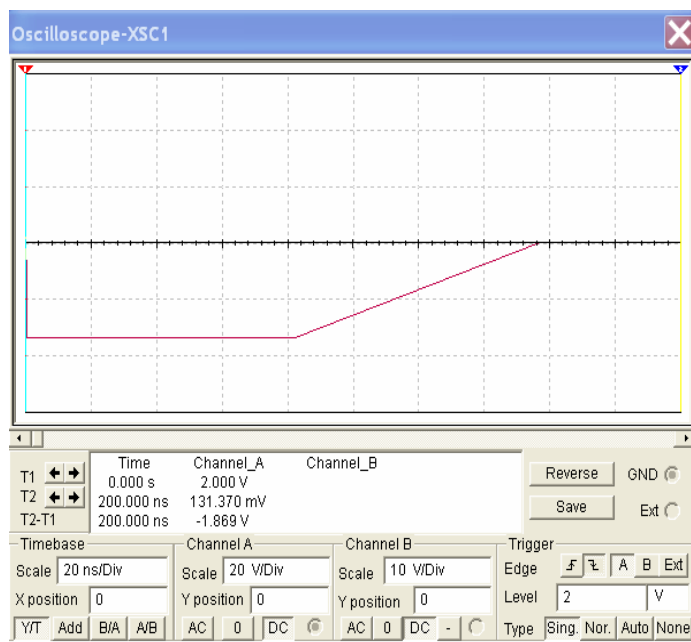 Oscilloscope-XSC1
1 2
Time Channel_A Channel_B
T1 0.000 s 2.000 V
T2 200.000 ns 131.370 mV
T2-T1 200.000 ns -1.869 V
Reverse GND
Save Ext
Timebase Channel A Channel B Trigger
Scale 20 ns/Div Scale 20 V/Div Scale 10 V/Div Edge A B Ext
X position 0 Y position 0 Y position 0 Level 2 V
Y/T Add B/A A/B AC 0 DC AC 0 DC - Type Sing. Nor. Auto None